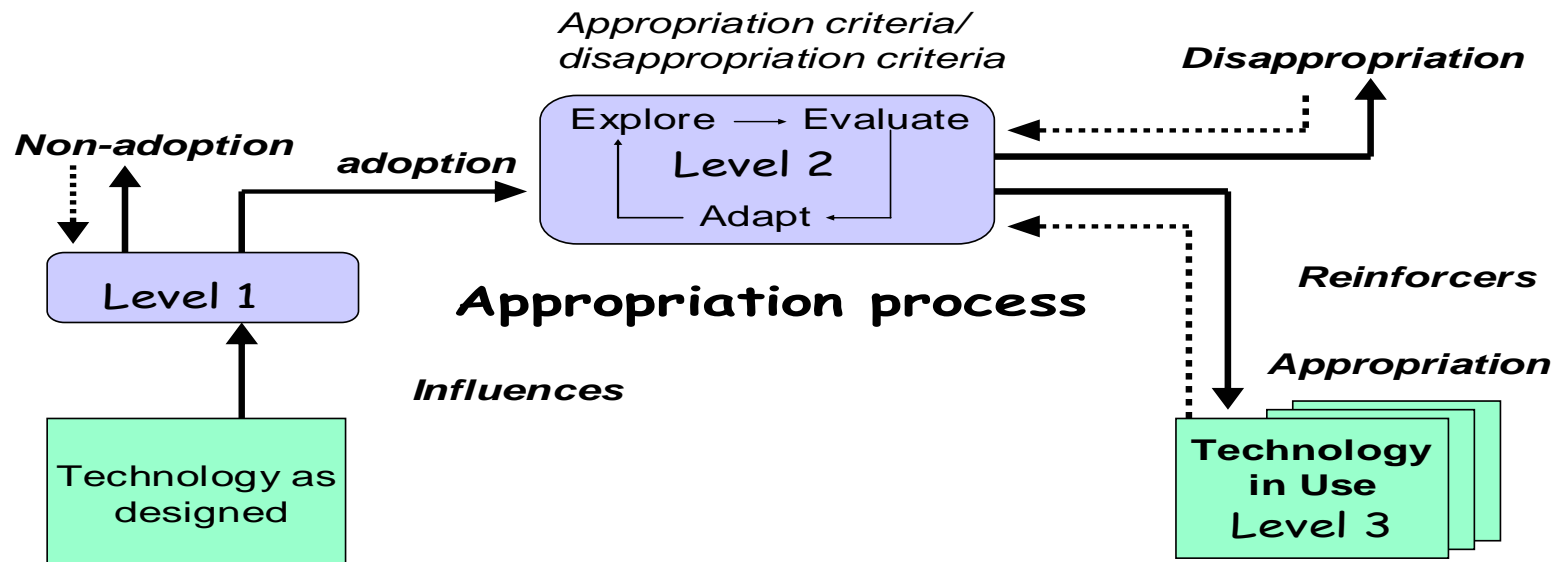 Appropriation criteria/
disappropriation criteria
Disappropriation
Non-adoption
adoption
Explore
Evaluate
Level 2
Adapt
Level 1
Appropriation process
Reinforcers
Influences
Appropriation
Technology as
designed
Technology
in Use
Level 3